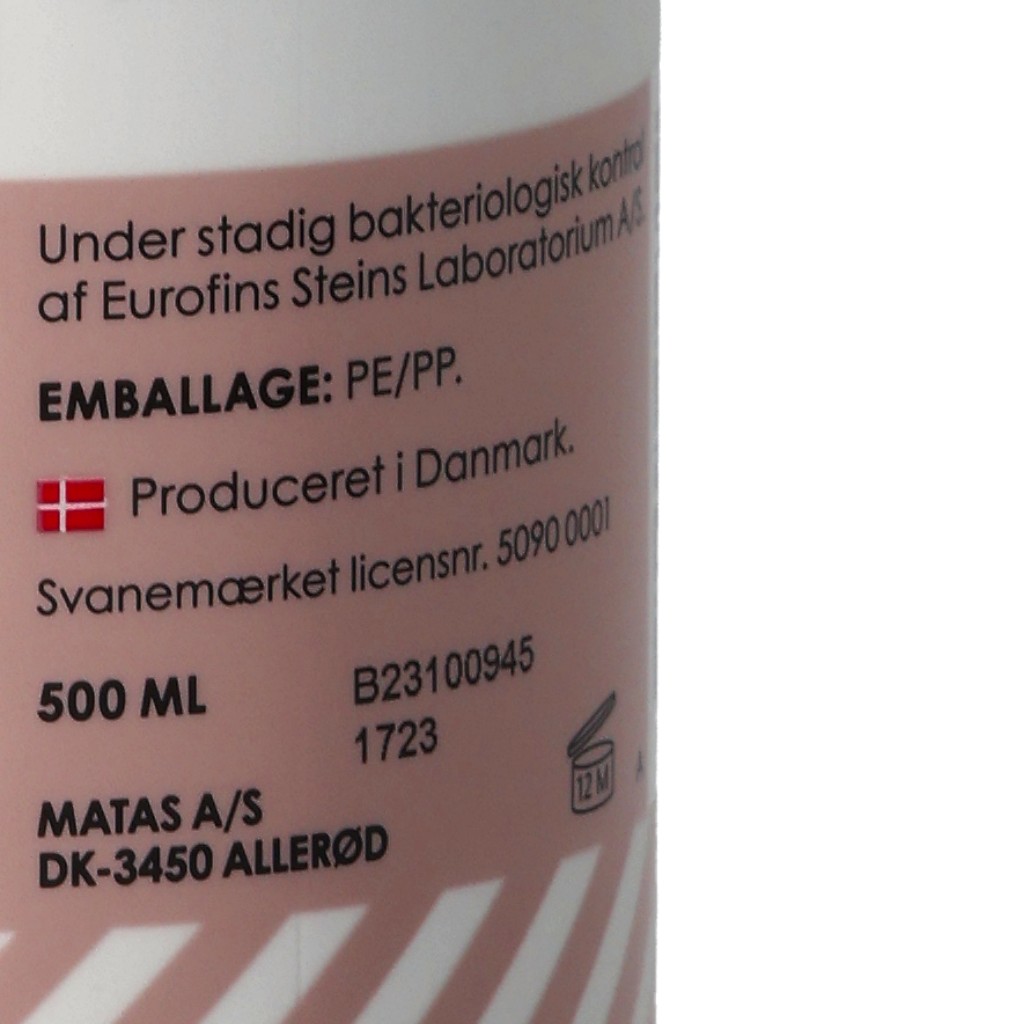 Under stadig bakteriologisk kontrol
af Eurofins Steins Laboratorium A/S.
EMBALLAGE: PE/PP.
Produceret i Danmark.
Svanemærket licensnr. 5090 0001
500 ML
B23100945
1723
12 M
MATAS A/S
DK-3450 ALLERØD